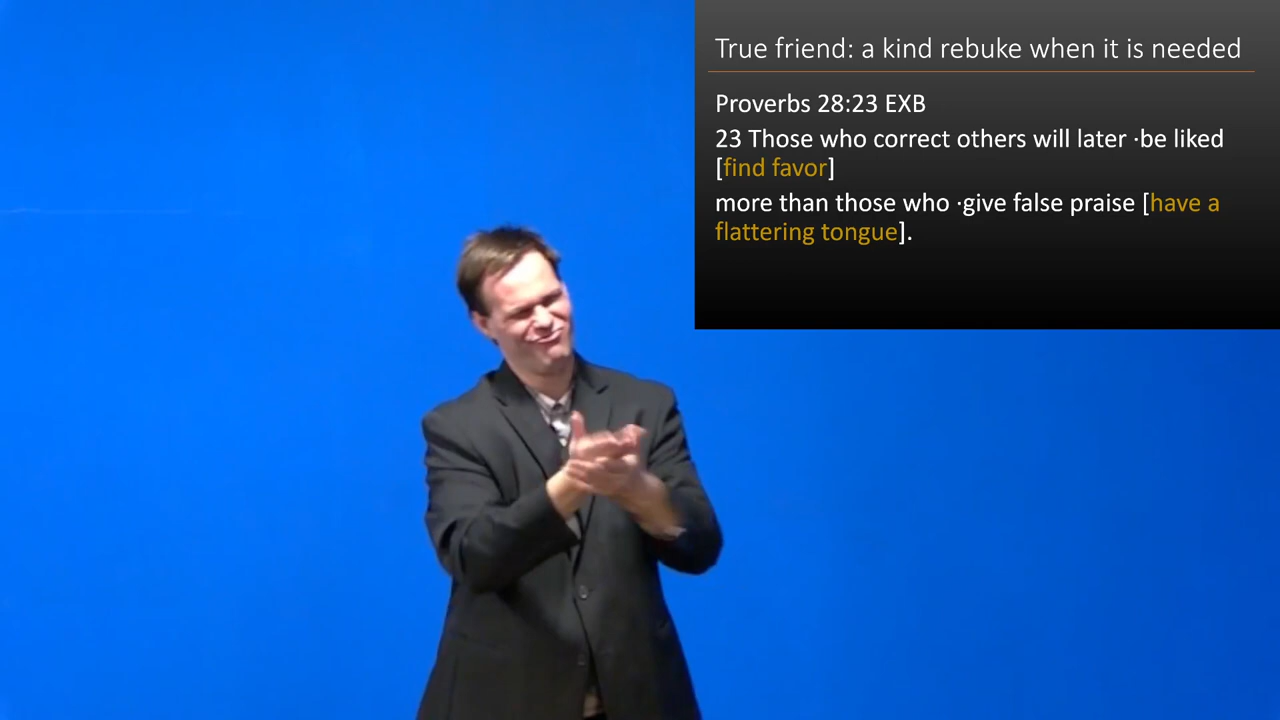 True friend: a kind rebuke when it is needed
Proverbs 28:23 EXB
23 Those who correct others will later ·be liked
[find favor]
more than those who ·give false praise [have a
flattering tongue].